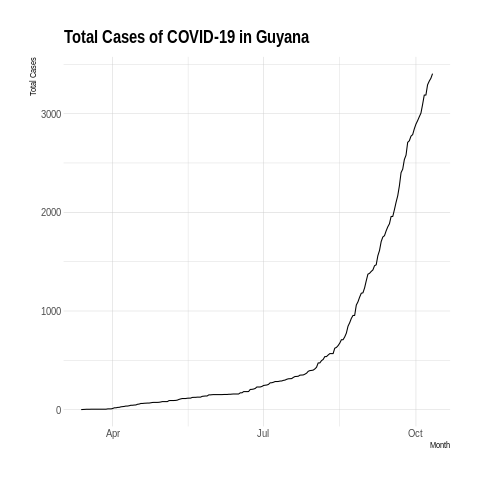 Total Cases of COVID-19 in Guyana
Total Cases
3000
2000
1000
0
Apr
Jul
Oct
Month